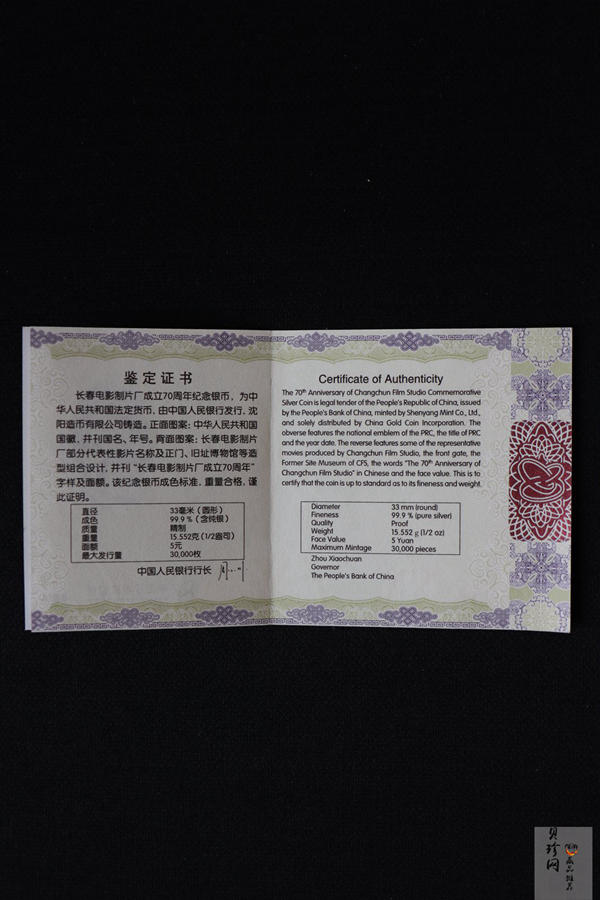 鉴定证书
长春电影制片厂成立70周年纪念银币，为中
华人民共和国法定货币，由中国人民银行发行，沈
阳造币有限公司铸造。正面图案：中华人民共和国
国徽，并刊国名、年号。背面图案：长春电影制片
厂部分代表性影片名称及正门、旧址博物馆等造
型组合设计，并刊“长春电影制片厂成立70周年”
字样及面额。该纪念银币成色标准，重量合格，谨
此证明。
直径 33毫米（圆形）
成色 99.9％（含纯银）
质量 精制
重量 15.552克(1/2盎司)
面额 5元
最大发行量 30,000枚
中国人民银行行长
Certificate of Authenticity
The 70th Anniversary of Changchun Film Studio Commemorative
Silver Coin is legal tender of the People's Republic of China, issued
by the People's Bank of China, minted by Shenyang Mint Co., Ltd.,
and solely distributed by China Gold Coin Incorporation. The
obverse features the national emblem of the PRC, the title of PRC
and the year date. The reverse features some of the representative
movies produced by Changchun Film Studio, the front gate, the
Former Site Museum of CFS, the words "The 70th Anniversary of
Changchun Film Studio" in Chinese and the face value. This is to
certify that the coin is up to standard as to its fineness and weight.
Diameter 33 mm (round)
Fineness 99.9 % (pure silver)
Quality Proof
Weight 15.552 g (1/2 oz)
Face Value 5 Yuan
Maximum Mintage 30,000 pieces
Zhou Xiaochuan
Governor
The People's Bank of China
贝珍网